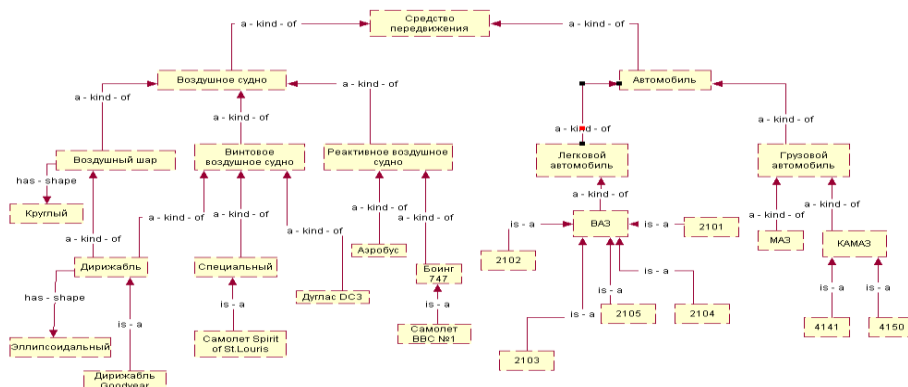 Средство
передвижения
a - kind - of
a - kind - of
Воздушное судно
Автомобиль
a - kind - of
a - kind - of
a - kind - of
a - kind - of
a - kind - of
Воздушный шар
Винтовое
воздушное судно
Реактивное воздушное
судно
Легковой
автомобиль
Грузовой
автомобиль
has - shape
Круглый
a - kind - of
a - kind - of
a - kind - of
a - kind - of
a - kind - of
a - kind - of
a - kind - of
a - kind - of
a - kind - of
ВАЗ
is - a
2101
is - a
2102
МАЗ
КАМАЗ
Аэробус
Дирижабль
Специальный
Боинг
747
Дуглас DC3
has - shape
is - a
is - a
is - a
is - a
is - a
is - a
is - a
is - a
2105
2104
4141
4150
Эллипсоидальный
Самолет Spirit
of St.Louris
Самолет
ВВС №1
2103
Дирижабль
Goodyear